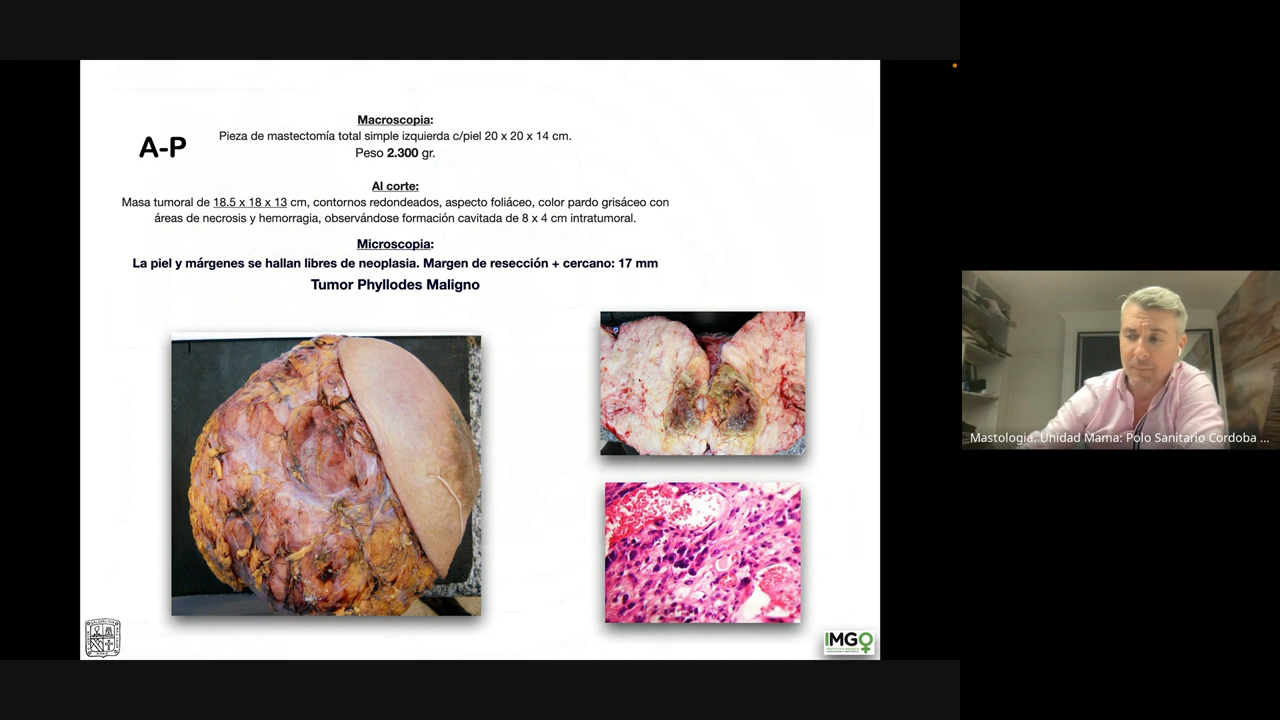 Macroscopia:
A-P
Pieza de mastectomía total simple izquierda c/piel 20 x 20 x 14 cm.
Peso 2.300 gr.
Al corte:
Masa tumoral de 18.5 x 18 x 13 cm, contornos redondeados, aspecto foliáceo, color pardo grisáceo con
áreas de necrosis y hemorragia, observándose formación cavitada de 8 x 4 cm intratumoral.
Microscopia:
La piel y márgenes se hallan libres de neoplasia. Margen de resección + cercano: 17 mm
Tumor Phyllodes Maligno
Mastologia. Unidad Mama: Polo Sanitario Cordoba ...
IMGO